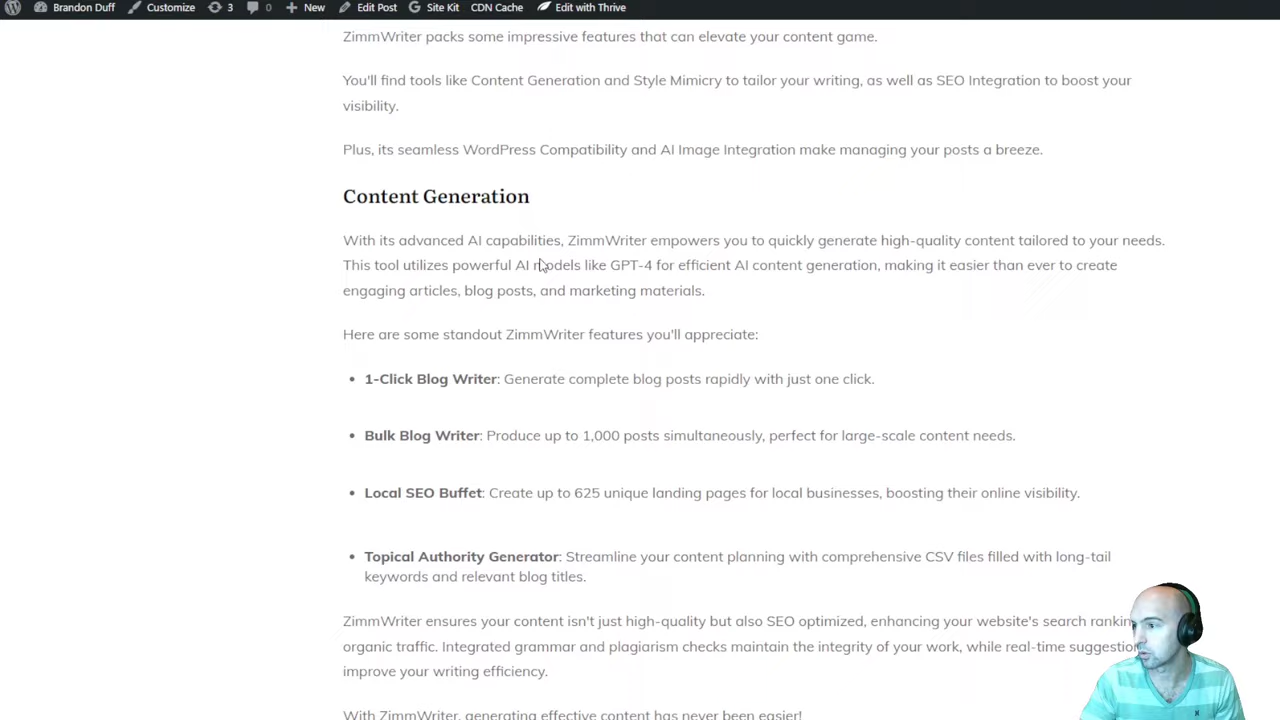 Brandon Duff Customize 3 0 New Edit Post Site Kit CDN Cache Edit with Thrive
ZimmWriter packs some impressive features that can elevate your content game.
You'll find tools like Content Generation and Style Mimicry to tailor your writing, as well as SEO Integration to boost your
visibility.
Plus, its seamless WordPress Compatibility and AI Image Integration make managing your posts a breeze.
Content Generation
With its advanced AI capabilities, ZimmWriter empowers you to quickly generate high-quality content tailored to your needs.
This tool utilizes powerful AI models like GPT-4 for efficient AI content generation, making it easier than ever to create
engaging articles, blog posts, and marketing materials.
Here are some standout ZimmWriter features you'll appreciate:
• 1-Click Blog Writer: Generate complete blog posts rapidly with just one click.
• Bulk Blog Writer: Produce up to 1,000 posts simultaneously, perfect for large-scale content needs.
• Local SEO Buffet: Create up to 625 unique landing pages for local businesses, boosting their online visibility.
• Topical Authority Generator: Streamline your content planning with comprehensive CSV files filled with long-tail
keywords and relevant blog titles.
ZimmWriter ensures your content isn't just high-quality but also SEO optimized, enhancing your website's search
organic traffic. Integrated grammar and plagiarism checks maintain the integrity of your work, while real-time
improve your writing efficiency.
With ZimmWriter, generating effective content has never been easier!